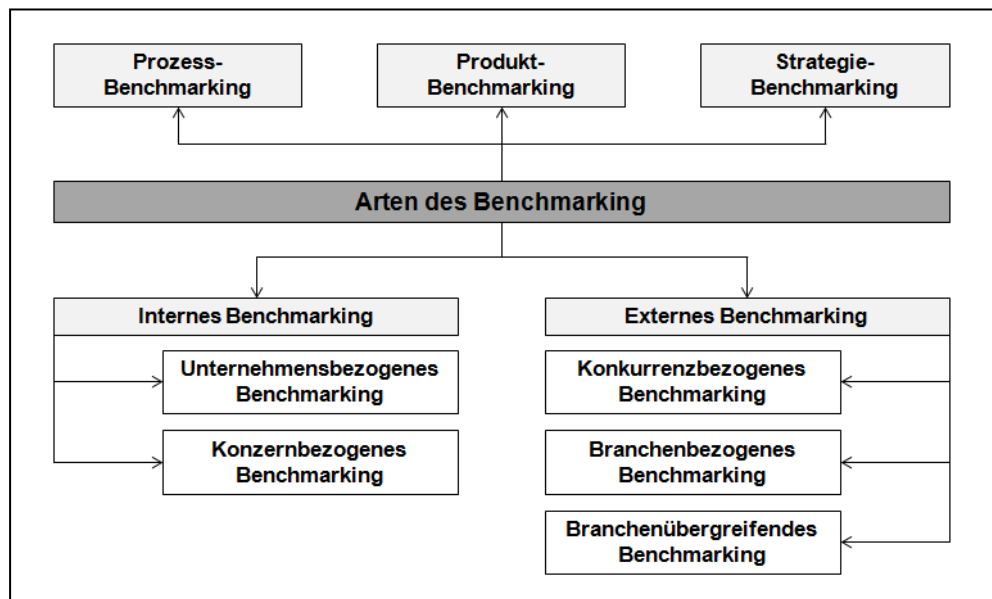 Prozess-
Benchmarking
Produkt-
Benchmarking
Strategie-
Benchmarking
Arten des Benchmarking
Internes Benchmarking
Unternehmensbezogenes
Benchmarking
Konzernbezogenes
Benchmarking
Externes Benchmarking
Konkurrenzbezogenes
Benchmarking
Branchenbezogenes
Benchmarking
Branchenübergreifendes
Benchmarking